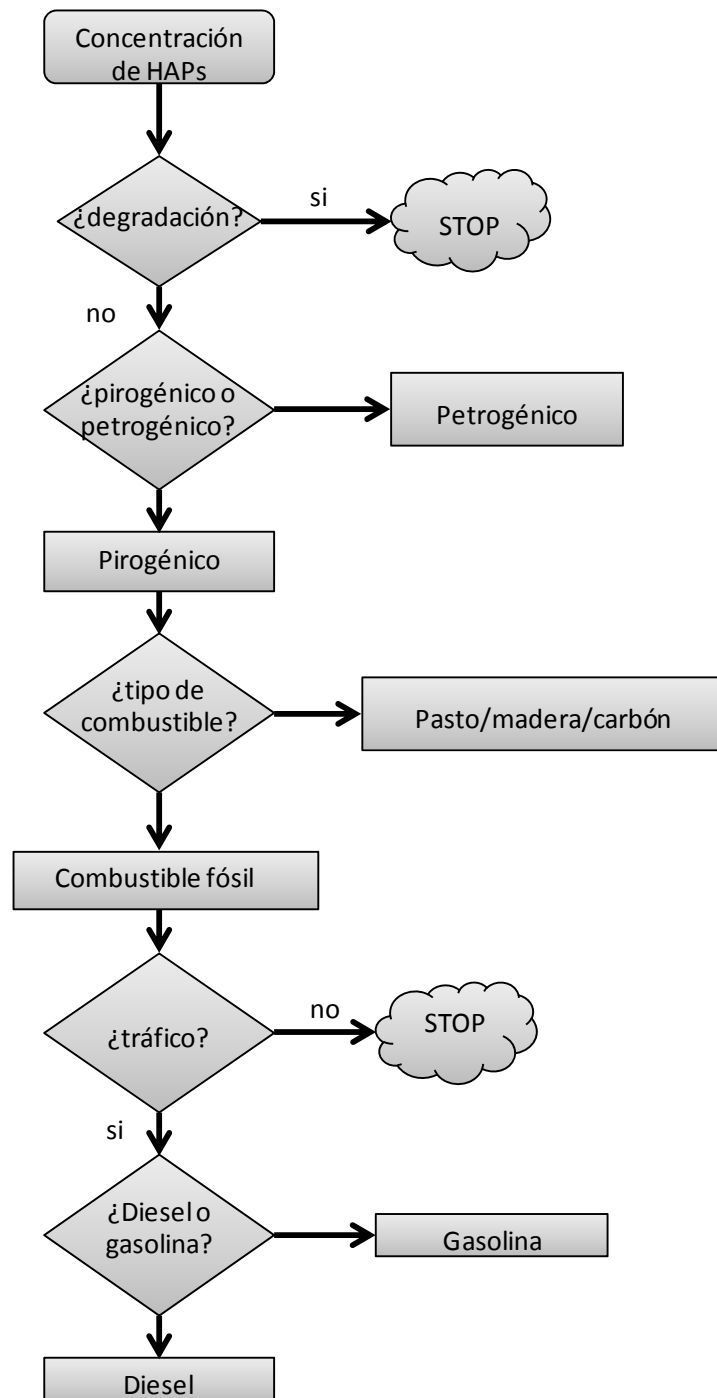 Concentración
de HAPs
¿degradación?
si
STOP
no
¿pirogénico o
petrogénico?
Petrogénico
Pirogénico
¿tipo de
combustible?
Pasto/madera/carbón
Combustible fósil
¿tráfico?
no
STOP
si
¿Diesel o
gasolina?
Gasolina
Diesel